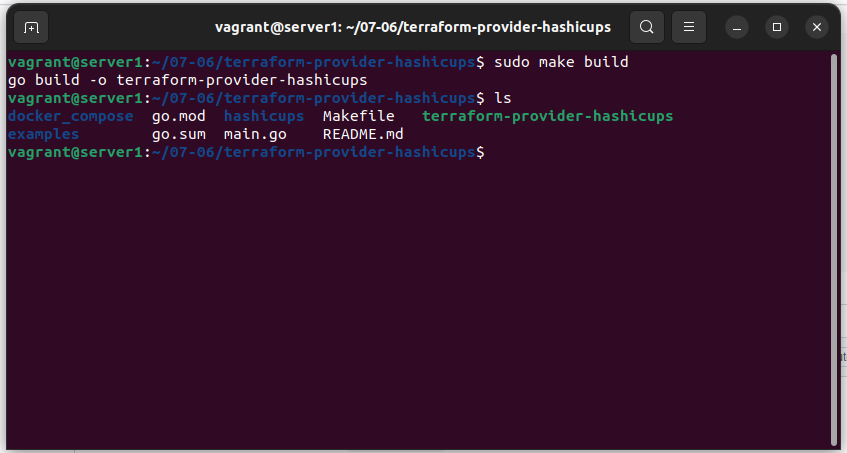 vagrant@server1: ~/07-06/terraform-provider-hashicups
vagrant@server1:~/07-06/terraform-provider-hashicups$ sudo make build
go build -o terraform-provider-hashicups
vagrant@server1:~/07-06/terraform-provider-hashicups$ ls
docker_compose  go.mod  hashicups  Makefile   terraform-provider-hashicups
examples        go.sum  main.go    README.md
vagrant@server1:~/07-06/terraform-provider-hashicups$